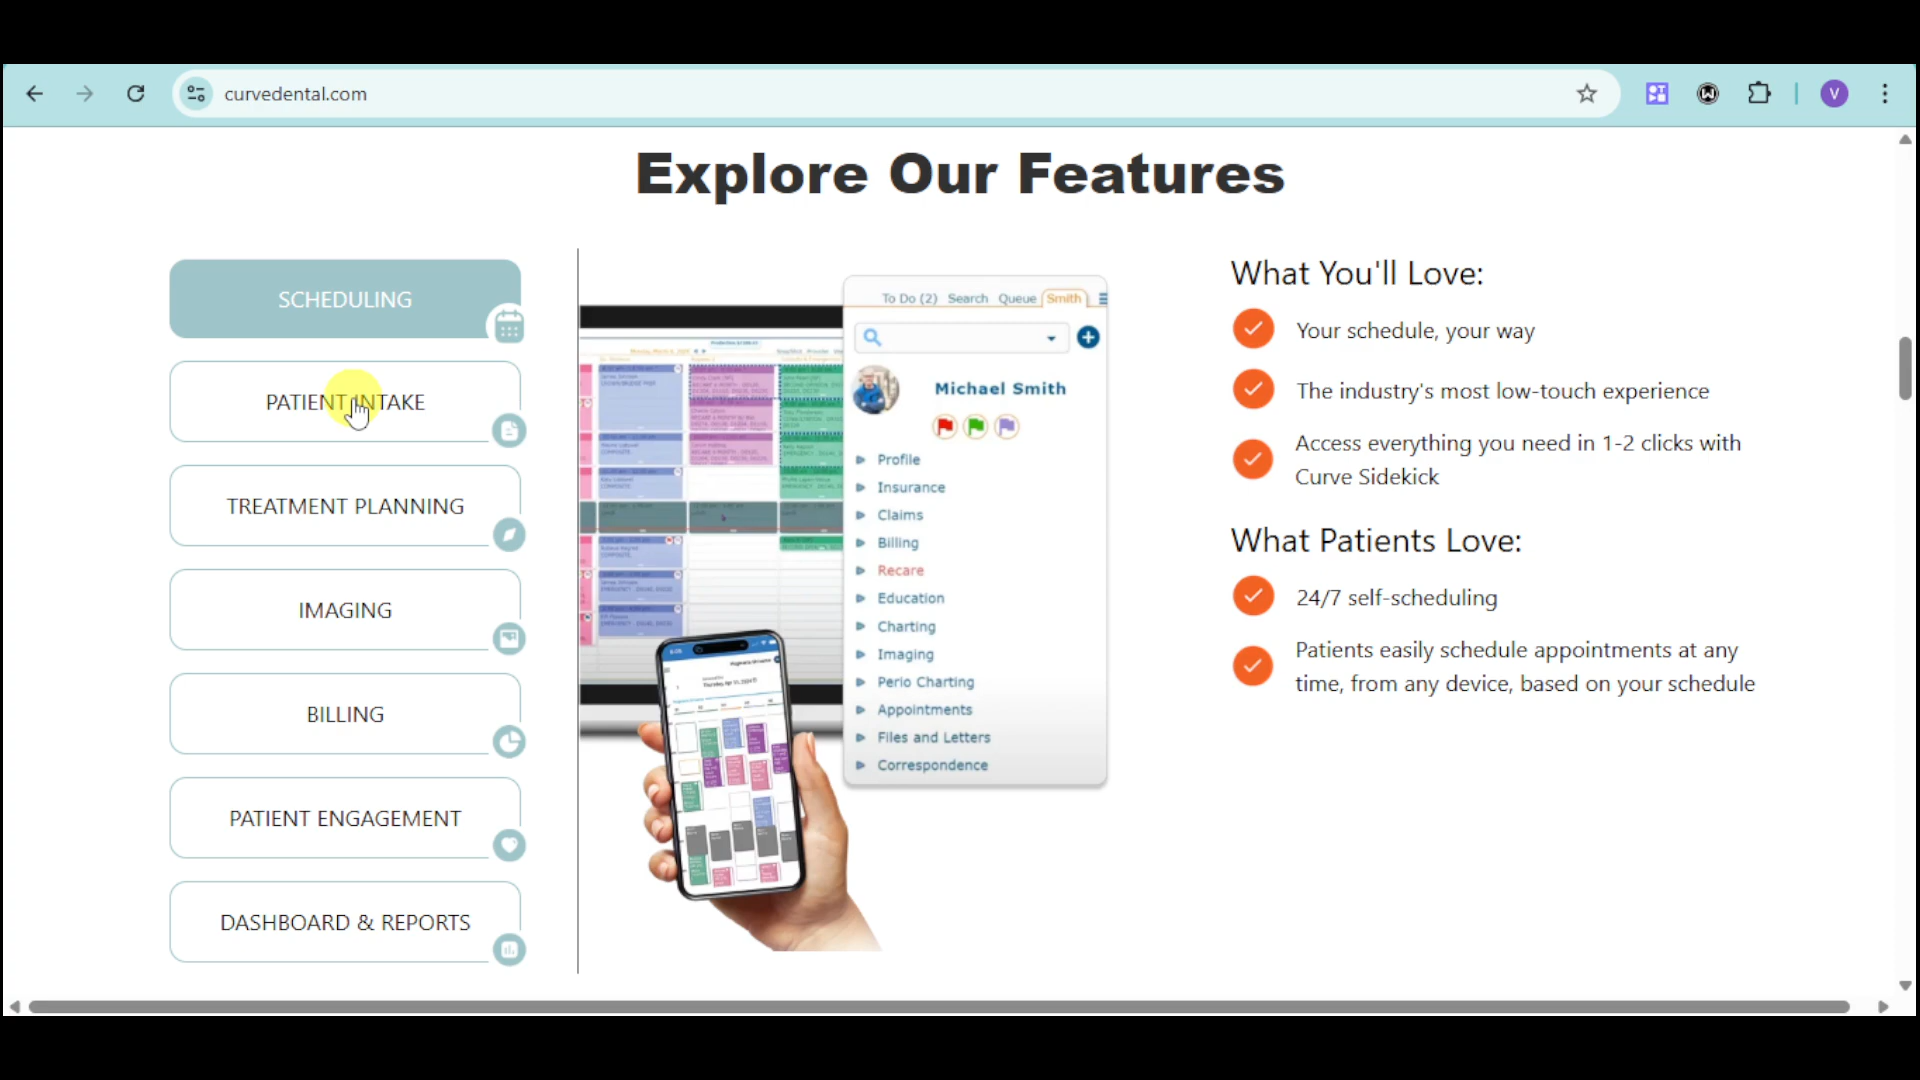 curvedental.com
V
Explore Our Features
SCHEDULING
PATIENT INTAKE
TREATMENT PLANNING
IMAGING
BILLING
PATIENT ENGAGEMENT
DASHBOARD & REPORTS
To Do (2) Search Queue Smith
Michael Smith
Profile
Insurance
Claims
Billing
Recare
Education
Charting
Imaging
Perio Charting
Appointments
Files and Letters
Correspondence
What You'll Love:
Your schedule, your way
The industry's most low-touch experience
Access everything you need in 1-2 clicks with
Curve Sidekick
What Patients Love:
24/7 self-scheduling
Patients easily schedule appointments at any
time, from any device, based on your schedule